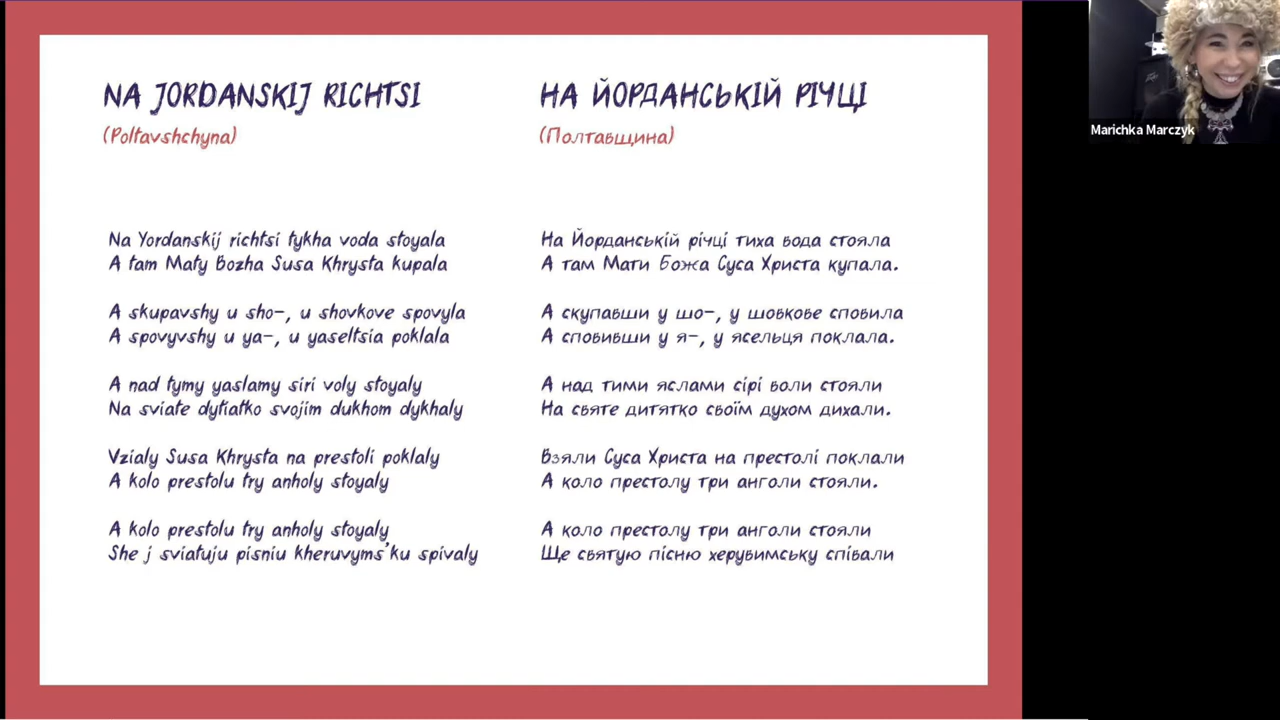 NA JORDANSKIJ RICHTSI
(Poltavshchyna)
Na Yordanskij richtsi tykha voda stoyala
A tam Maty Bozha Susa Khrysta kupala
A skupavshy u sho-, u shovkove spovyla
A spovyvshy u ya-, u yaseltsia poklala
A nad tymy yaslamy siri voly stoyaly
Na sviate dytiatko svojim dukhom dykhaly
Vzialy Susa Khrysta na prestoli poklaly
A kolo prestolu try anholy stoyaly
A kolo prestolu try anholy stoyaly
She j sviatuju pisniu kheruvyms'ku spivaly
НА ЙОРДАНСЬКІЙ РІЧЦІ
(Полтавщина)
На Йорданській річці тиха вода стояла
А там Мати Божа Суса Христа купала.
А скупавши у шо-, у шовкове сповила
А сповивши у я-, у ясельця поклала.
А над тими яслами сірі воли стояли
На святе дитятко своїм духом дихали.
Взяли Суса Христа на престолі поклали
А коло престолу три анголи стояли.
А коло престолу три анголи стояли
Ще святую пісню херувимську співали
Marichka Marczyk